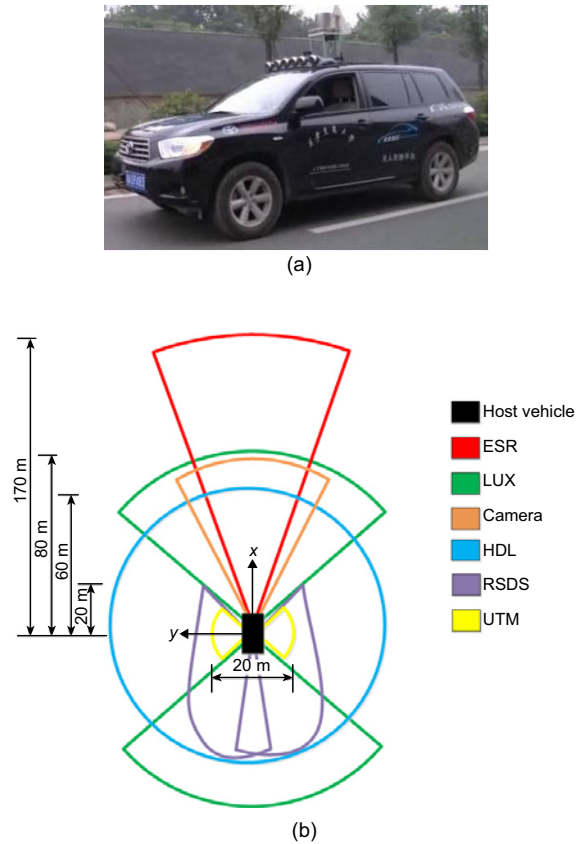 (a)
170 m
80 m
60 m
20 m
x
y
20 m
Host vehicle
ESR
LUX
Camera
HDL
RSDS
UTM
(b)